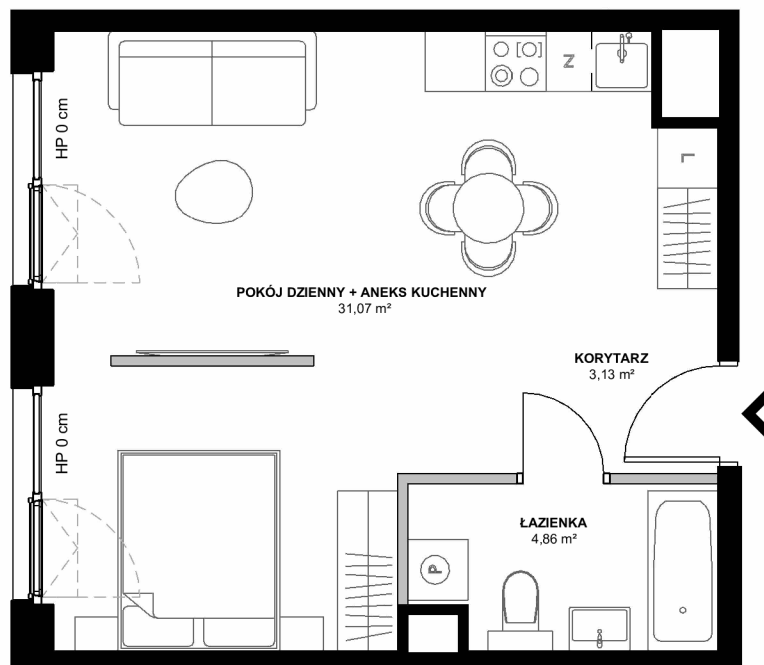 Z
HP 0 cm
L
POKÓJ DZIENNY + ANEKS KUCHENNY
31,07 m²
KORYTARZ
3,13 m²
HP 0 cm
ŁAZIENKA
4,86 m²
P